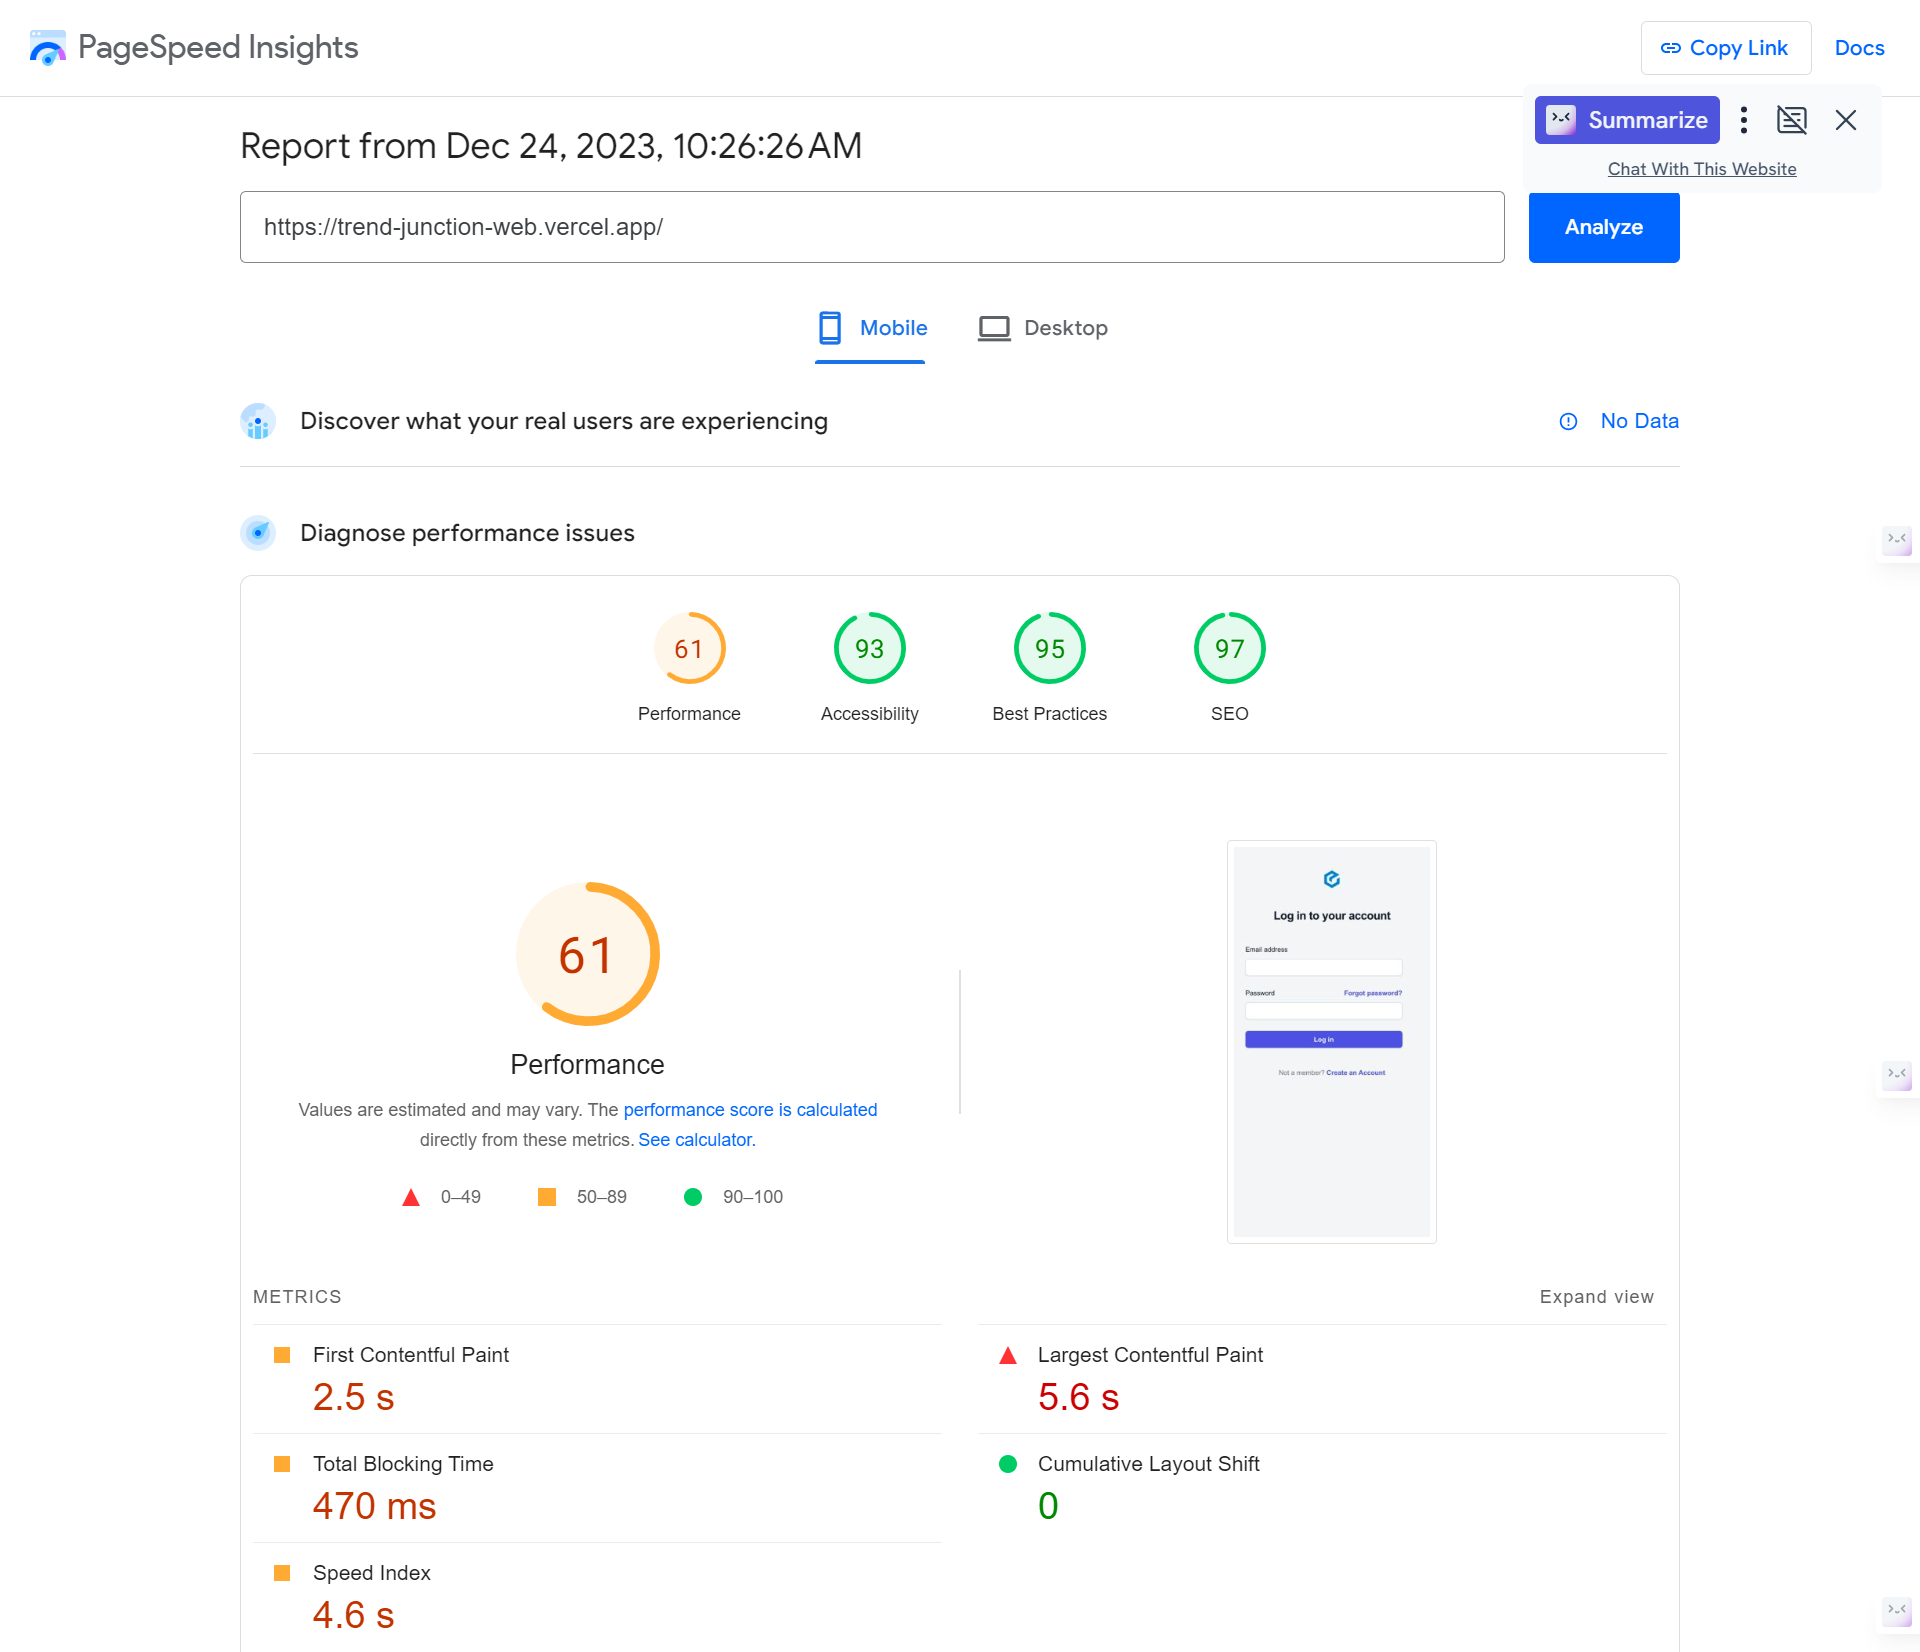 PageSpeed Insights
Copy Link
Docs
Summarize
Chat With This Website
Report from Dec 24, 2023, 10:26:26 AM
https://trend-junction-web.vercel.app/
Analyze
Mobile
Desktop
Discover what your real users are experiencing
No Data
Diagnose performance issues
61
93
95
97
Performance
Accessibility
Best Practices
SEO
61
Performance
Values are estimated and may vary. The performance score is calculated
directly from these metrics. See calculator.
0–49
50–89
90–100
Log in to your account
Email address
Password
Forgot password?
Log in
Not a member? Create an Account
METRICS
Expand view
First Contentful Paint
2.5 s
Largest Contentful Paint
5.6 s
Total Blocking Time
470 ms
Cumulative Layout Shift
0
Speed Index
4.6 s